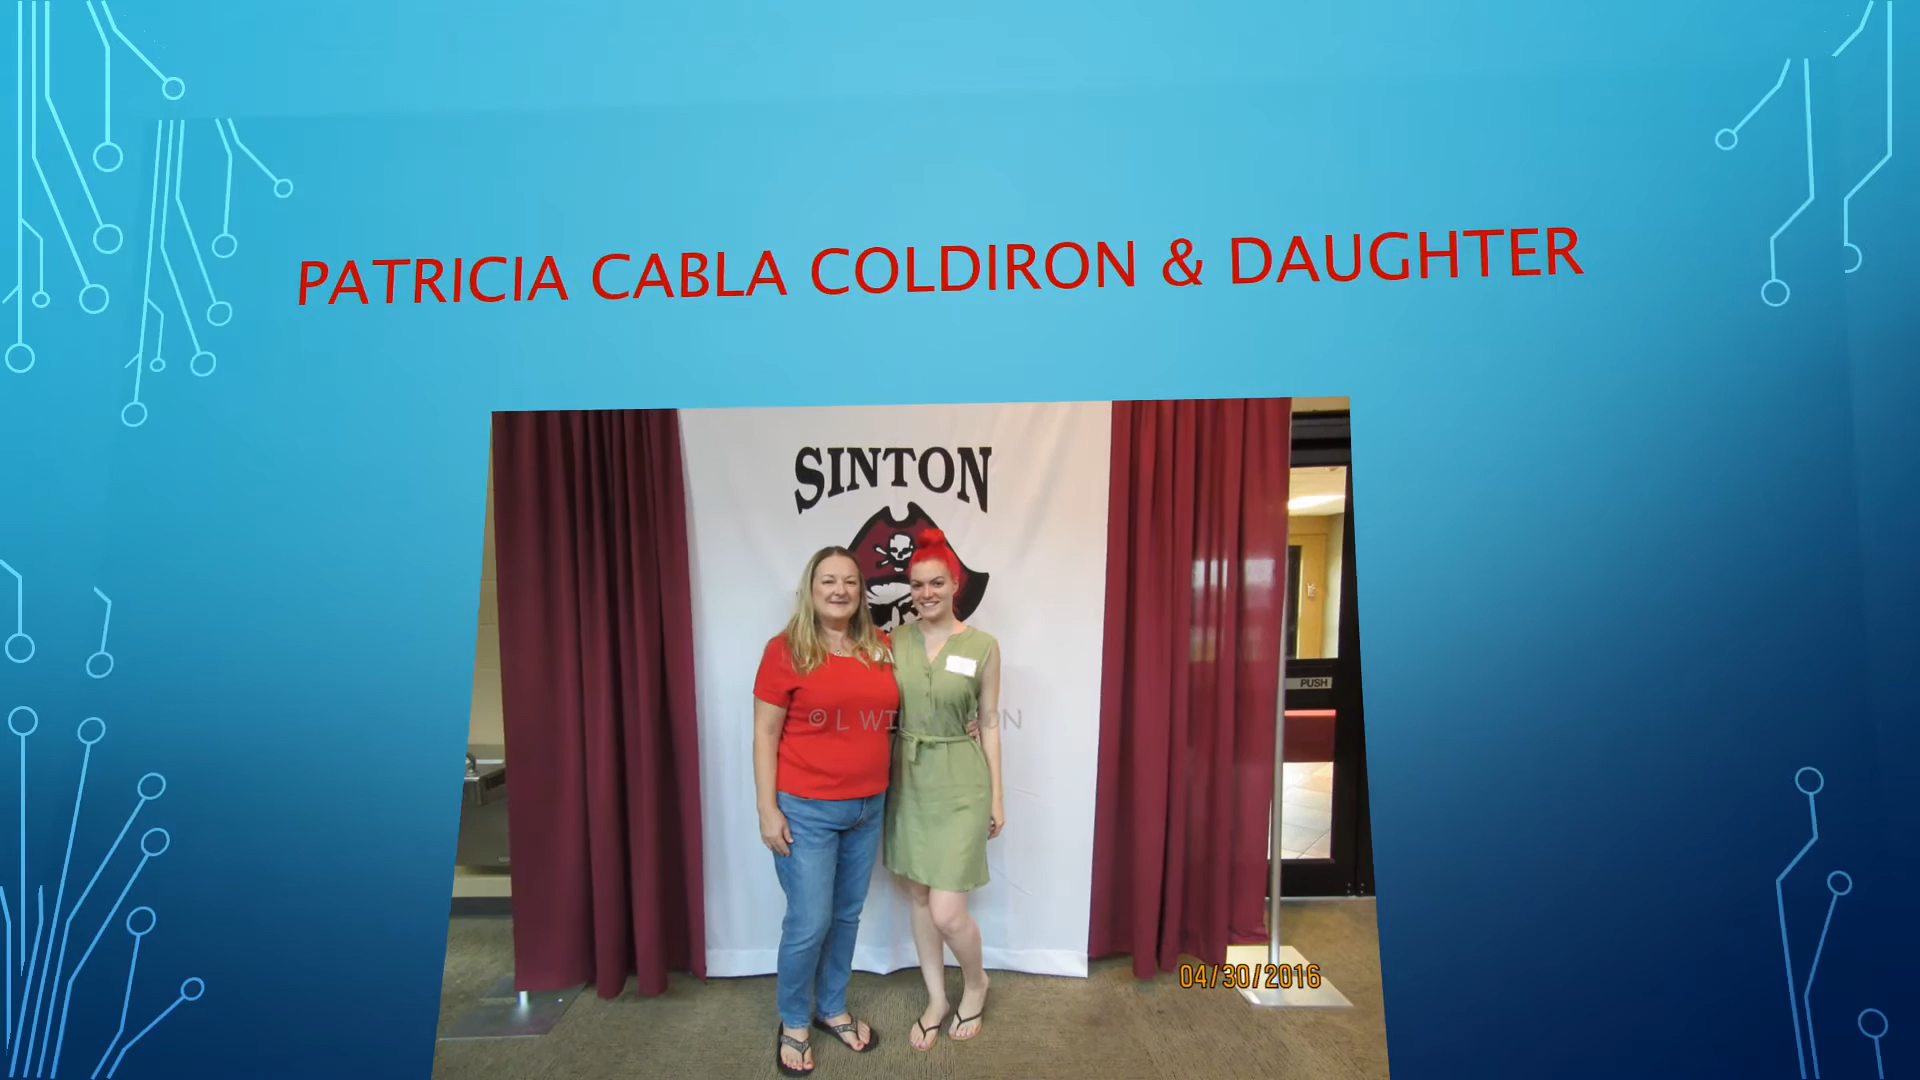 PATRICIA CABLA COLDIRON & DAUGHTER
SINTON
PUSH
© L
04/30/2016